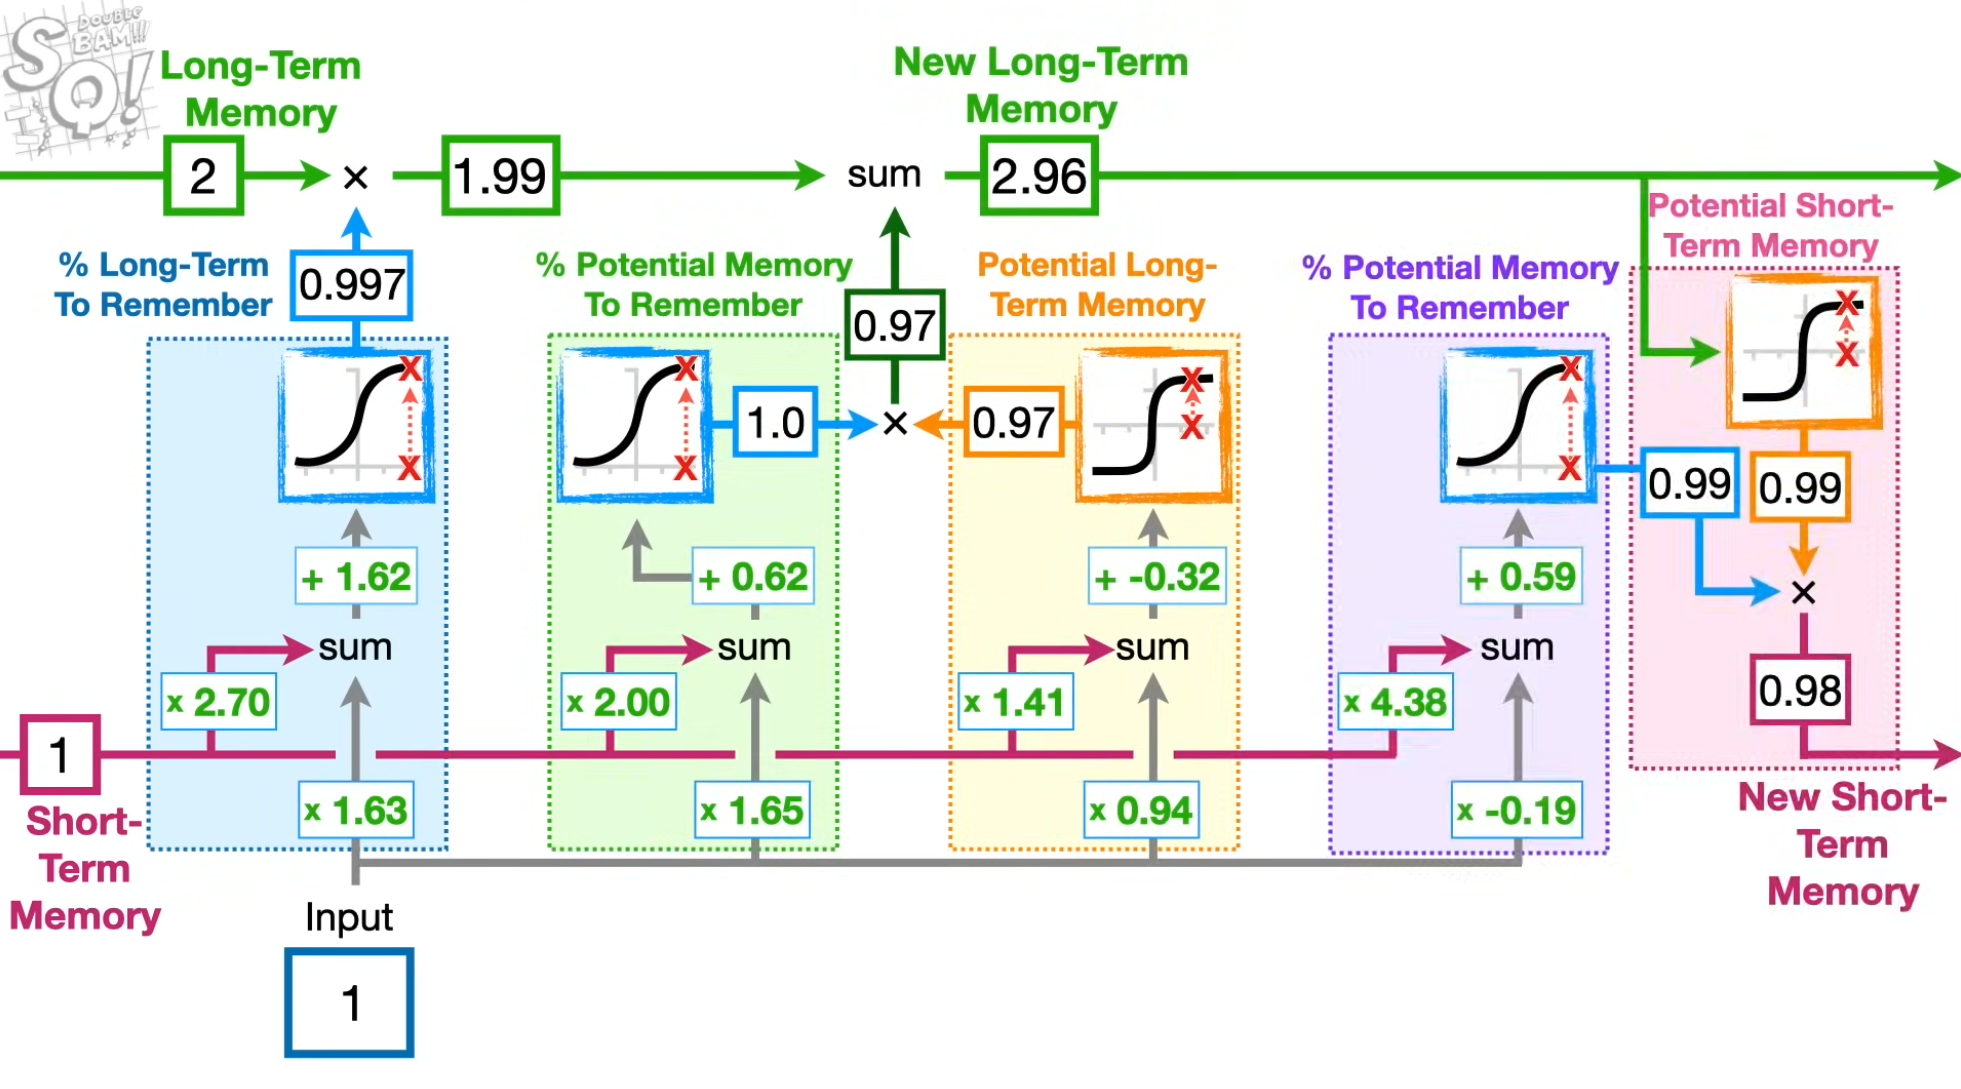 DOUBLE
BAM!!!
SQ!
Long-Term
Memory
New Long-Term
Memory
2
×
1.99
sum
2.96
Potential Short-
Term Memory
% Long-Term
To Remember
0.997
% Potential Memory
To Remember
0.97
Potential Long-
Term Memory
% Potential Memory
To Remember
X
X
X
X
X
X
X
X
X
X
1.0
×
0.97
0.99
0.99
+ 1.62
+ 0.62
+ -0.32
+ 0.59
×
sum
sum
sum
sum
x 2.70
x 2.00
x 1.41
x 4.38
0.98
1
x 1.63
x 1.65
x 0.94
x -0.19
Short-
Term
Memory
New Short-
Term
Memory
Input
1